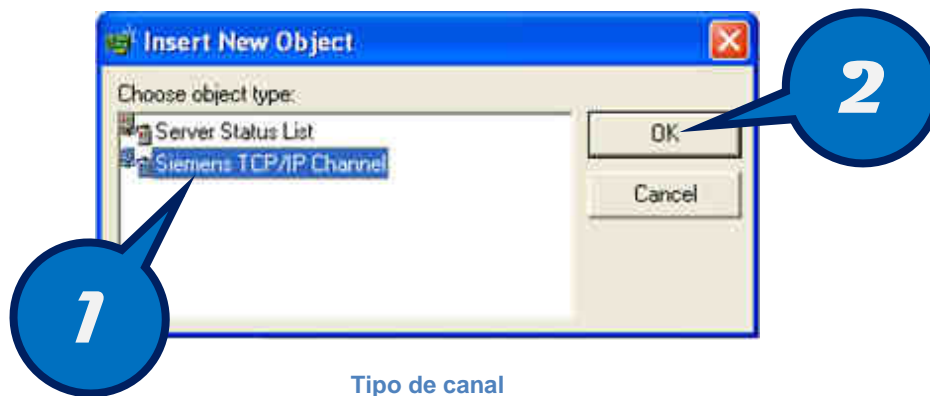 Insert New Object
Choose object type:
Server Status List
Siemens TCP/IP Channel
OK
Cancel
1
2
Tipo de canal